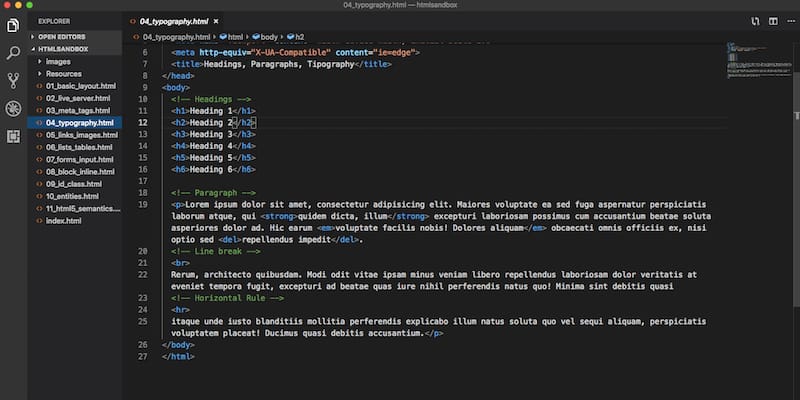 04_typography.html — htmlsandbox
EXPLORER
OPEN EDITORS
HTMLSANDBOX
images
Resources
01_basic_layout.html
02_live_server.html
03_meta_tags.html
04_typography.html
05_links_images.html
06_lists_tables.html
07_forms_input.html
08_block_inline.html
09_id_class.html
10_entities.html
11_html5_semantics....
index.html
04_typography.html ×
04_typography.html › html › body › h2
6 <meta http-equiv="X-UA-Compatible" content="ie=edge">
7 <title>Headings, Paragraphs, Tipography</title>
8 </head>
9 <body>
10 <!-- Headings -->
11 <h1>Heading 1</h1>
12 <h2>Heading 2</h2>
13 <h3>Heading 3</h3>
14 <h4>Heading 4</h4>
15 <h5>Heading 5</h5>
16 <h6>Heading 6</h6>
17
18 <!-- Paragraph -->
19 <p>Lorem ipsum dolor sit amet, consectetur adipisicing elit. Maiores voluptate ea sed fuga aspernatur perspiciatis
laborum atque, qui <strong>quidem dicta, illum</strong> excepturi laboriosam possimus cum accusantium beatae soluta
asperiores dolor ad. Hic earum <em>voluptate facilis nobis! Dolores aliquam</em> obcaecati omnis officiis ex, nisi
optio sed <del>repellendus impedit</del>.
20 <!-- Line break -->
21 <br>
22 Rerum, architecto quibusdam. Modi odit vitae ipsam minus veniam libero repellendus laboriosam dolor veritatis at
eveniet tempora fugit, excepturi ad beatae quas iure nihil perferendis natus quo! Minima sint debitis quasi
23 <!-- Horizontal Rule -->
24 <hr>
25 itaque unde iusto blanditiis mollitia perferendis explicabo illum natus soluta quo vel sequi aliquam, perspiciatis
voluptatem placeat! Ducimus quasi debitis accusantium.</p>
26 </body>
27 </html>